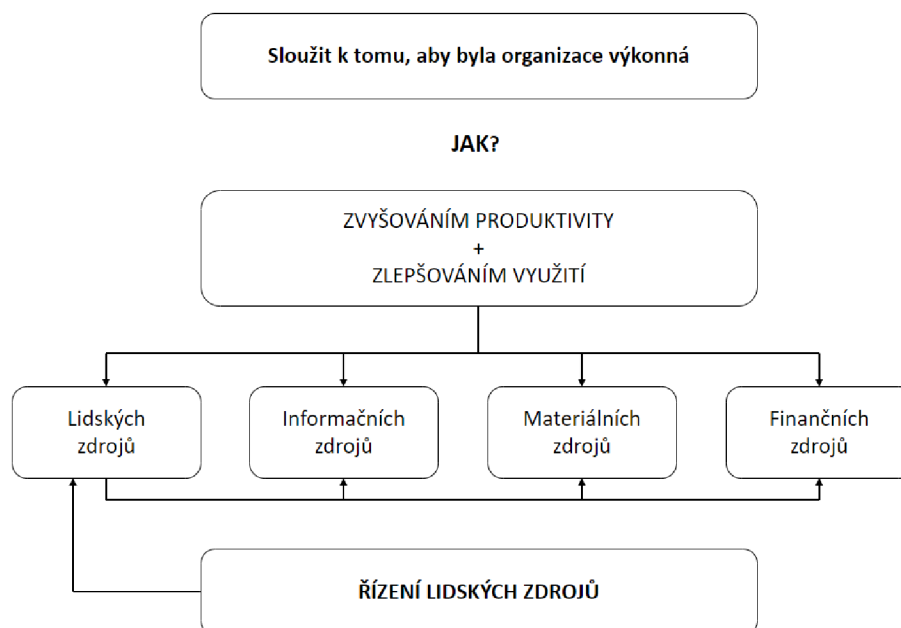 Sloužit k tomu, aby byla organizace výkonná
JAK?
ZVYŠOVÁNÍM PRODUKTIVITY
+
ZLEPŠOVÁNÍM VYUŽITÍ
Lidských
zdrojů
Informačních
zdrojů
Materiálních
zdrojů
Finančních
zdrojů
ŘÍZENÍ LIDSKÝCH ZDROJŮ